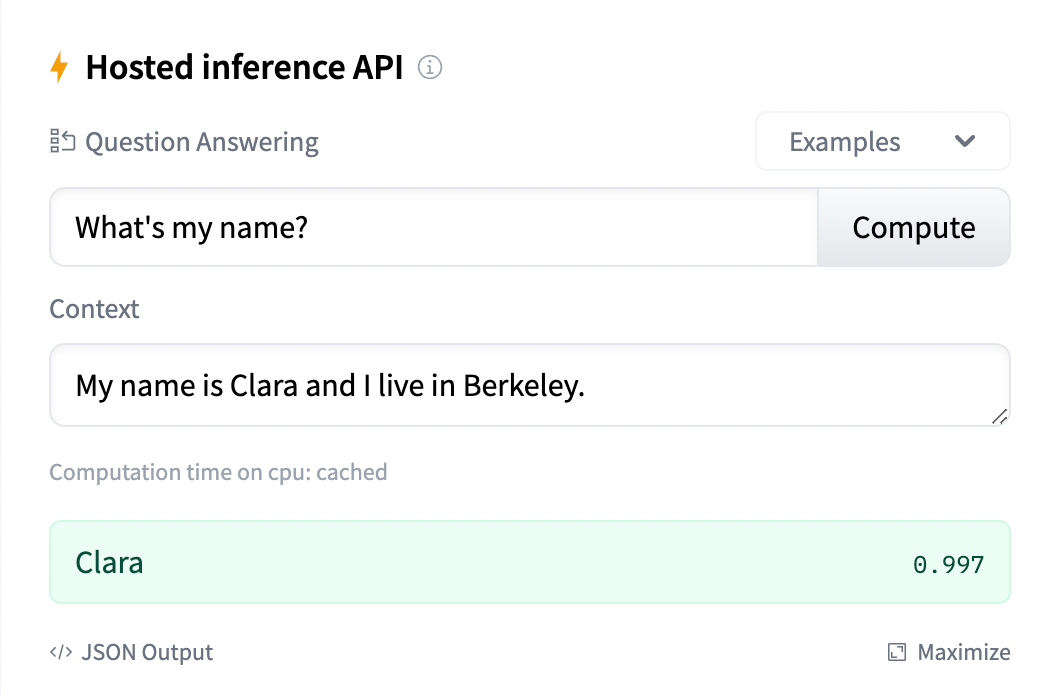 Hosted inference API
Question Answering
Examples
What's my name?
Compute
Context
My name is Clara and I live in Berkeley.
Computation time on cpu: cached
Clara
0.997
</> JSON Output
Maximize